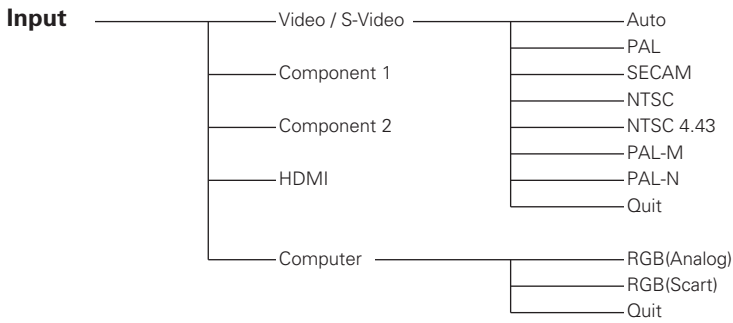 Input
Video / S-Video
Auto
PAL
Component 1
SECAM
NTSC
Component 2
NTSC 4.43
PAL-M
HDMI
PAL-N
Quit
Computer
RGB(Analog)
RGB(Scart)
Quit